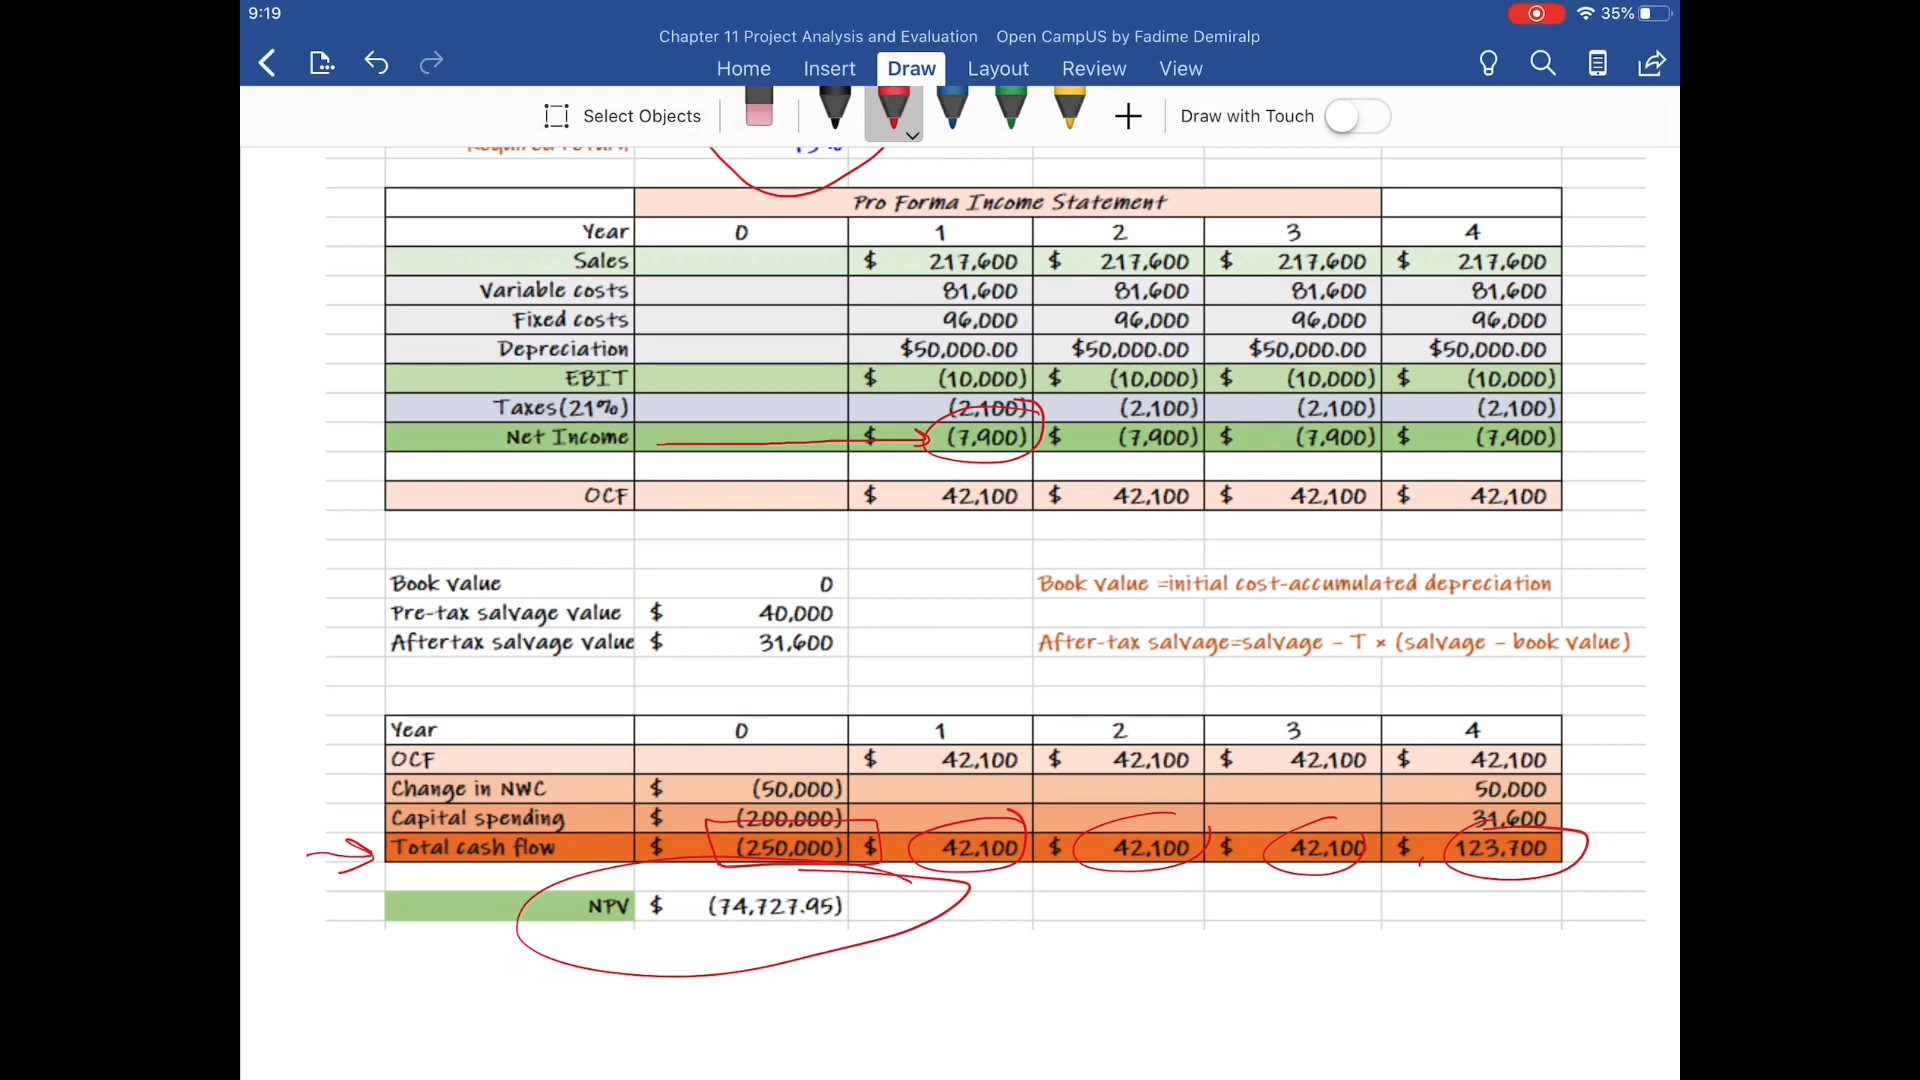 9:19
35%
Chapter 11 Project Analysis and Evaluation Open CampUS by Fadime Demiralp
Home Insert Draw Layout Review View
Select Objects
Draw with Touch
Pro Forma Income Statement
Year 0 1 2 3 4
Sales $ 217,600 $ 217,600 $ 217,600 $ 217,600
Variable costs 81,600 81,600 81,600 81,600
Fixed costs 96,000 96,000 96,000 96,000
Depreciation $50,000.00 $50,000.00 $50,000.00 $50,000.00
EBIT $ (10,000) $ (10,000) $ (10,000) $ (10,000)
Taxes(21%) (2,100) (2,100) (2,100) (2,100)
Net Income $ (7,900) $ (7,900) $ (7,900) $ (7,900)
OCF $ 42,100 $ 42,100 $ 42,100 $ 42,100
Book value 0 Book value =initial cost-accumulated depreciation
Pre-tax salvage value $ 40,000
Aftertax salvage value $ 31,600 After-tax salvage=salvage - T × (salvage - book value)
Year 0 1 2 3 4
OCF $ 42,100 $ 42,100 $ 42,100 $ 42,100
Change in NWC $ (50,000) 50,000
Capital spending $ (200,000) 31,600
Total cash flow $ (250,000) $ 42,100 $ 42,100 $ 42,100 $ 123,700
NPV $ (74,727.95)